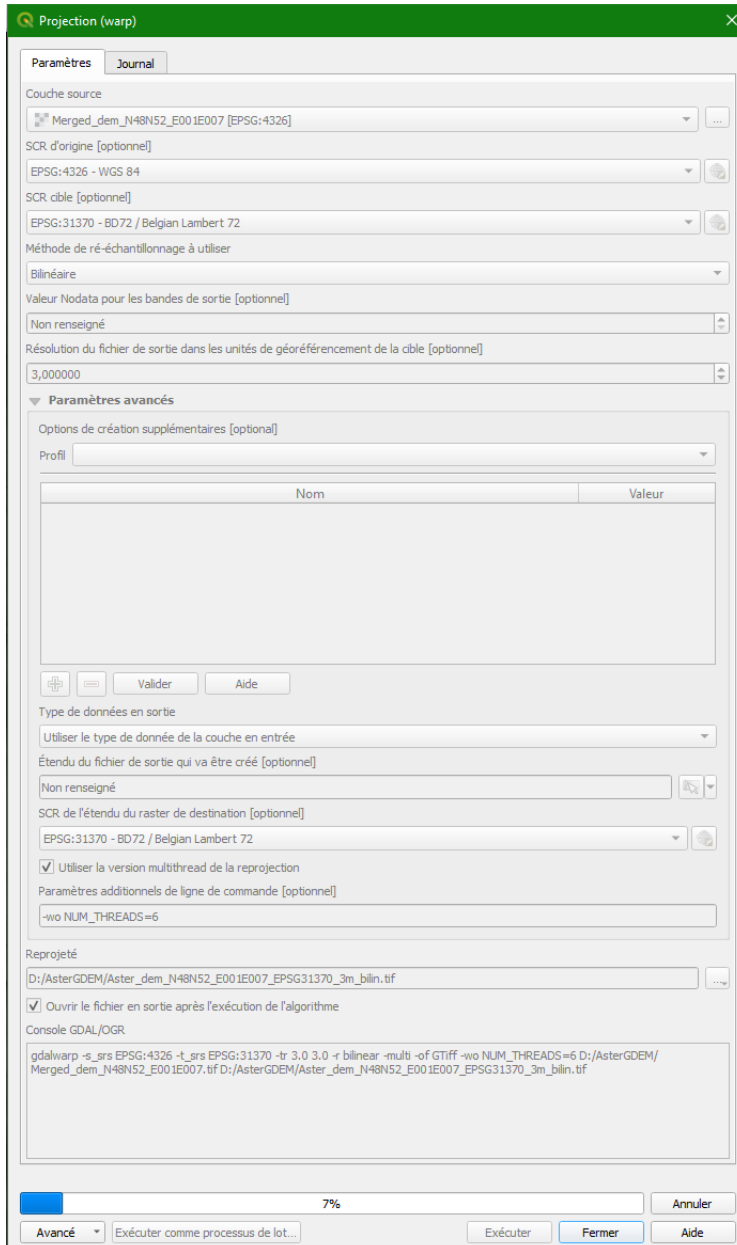 Projection (warp)
Paramètres
Journal
Couche source
Merged_dem_N48N52_E001E007 [EPSG:4326]
...
SCR d'origine [optionnel]
EPSG:4326 - WGS 84
SCR cible [optionnel]
EPSG:31370 - BD72 / Belgian Lambert 72
Méthode de ré-échantillonnage à utiliser
Bilinéaire
Valeur Nodata pour les bandes de sortie [optionnel]
Non renseigné
Résolution du fichier de sortie dans les unités de géoréférencement de la cible [optionnel]
3,000000
Paramètres avancés
Options de création supplémentaires [optional]
Profil
Nom
Valeur
Valider
Aide
Type de données en sortie
Utiliser le type de donnée de la couche en entrée
Étendu du fichier de sortie qui va être créé [optionnel]
Non renseigné
SCR de l'étendu du raster de destination [optionnel]
EPSG:31370 - BD72 / Belgian Lambert 72
Utiliser la version multithread de la reprojection
Paramètres additionnels de ligne de commande [optionnel]
-wo NUM_THREADS=6
Reprojeté
D:/AsterGDEM/Aster_dem_N48N52_E001E007_EPSG31370_3m_bilin.tif
...
Ouvrir le fichier en sortie après l'exécution de l'algorithme
Console GDAL/OGR
gdalwarp -s_srs EPSG:4326 -t_srs EPSG:31370 -tr 3.0 3.0 -r bilinear -multi -of GTiff -wo NUM_THREADS=6 D:/AsterGDEM/
Merged_dem_N48N52_E001E007.tif D:/AsterGDEM/Aster_dem_N48N52_E001E007_EPSG31370_3m_bilin.tif
7%
Annuler
Avancé
Exécuter comme processus de lot...
Exécuter
Fermer
Aide